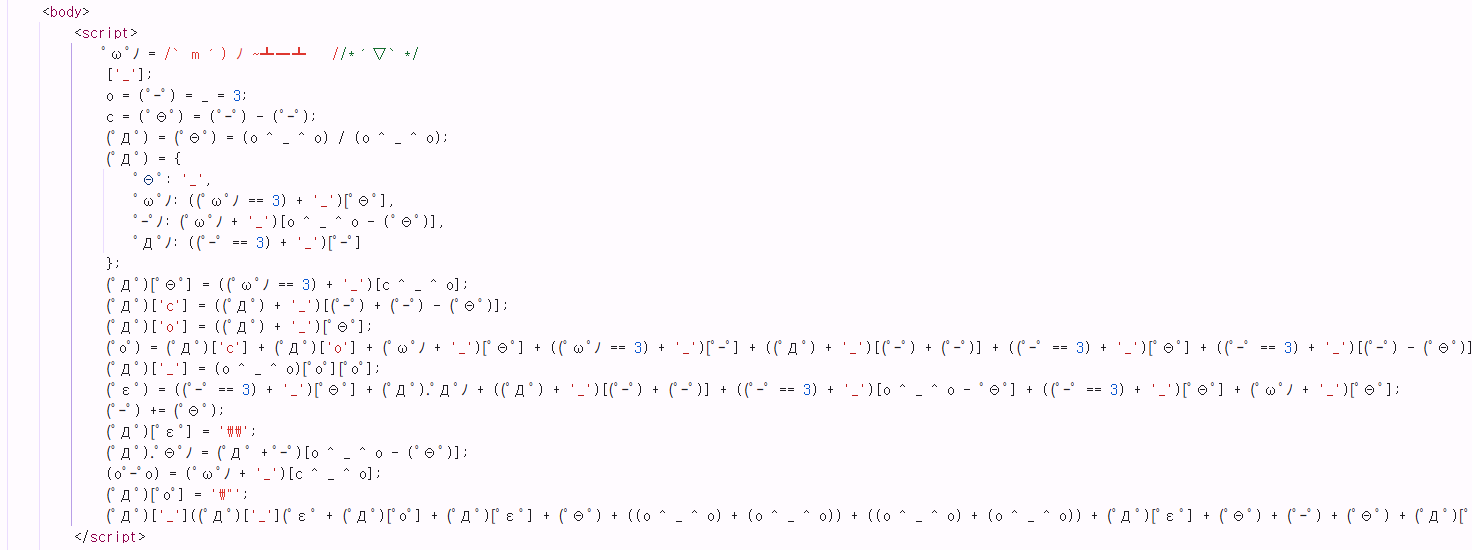 <body>
<script>
ﾟωﾟﾉ = /` ｍ ´ ) ﾉ ~┻━┻   //*´∇` */
['_'];
o = (ﾟｰﾟ) = _ = 3;
c = (ﾟΘﾟ) = (ﾟｰﾟ) - (ﾟｰﾟ);
(ﾟДﾟ) = (ﾟΘﾟ) = (o ^ _ ^ o) / (o ^ _ ^ o);
(ﾟДﾟ) = {
ﾟΘﾟ: '_',
ﾟωﾟﾉ: ((ﾟωﾟﾉ == 3) + '_')[ﾟΘﾟ],
ﾟｰﾟﾉ: (ﾟωﾟﾉ + '_')[o ^ _ ^ o - (ﾟΘﾟ)],
ﾟДﾟﾉ: ((ﾟｰﾟ == 3) + '_')[ﾟｰﾟ]
};
(ﾟДﾟ)[ﾟΘﾟ] = ((ﾟωﾟﾉ == 3) + '_')[c ^ _ ^ o];
(ﾟДﾟ)['c'] = ((ﾟДﾟ) + '_')[(ﾟｰﾟ) + (ﾟｰﾟ) - (ﾟΘﾟ)];
(ﾟДﾟ)['o'] = ((ﾟДﾟ) + '_')[ﾟΘﾟ];
(ﾟoﾟ) = (ﾟДﾟ)['c'] + (ﾟДﾟ)['o'] + (ﾟωﾟﾉ + '_')[ﾟΘﾟ] + ((ﾟωﾟﾉ == 3) + '_')[ﾟｰﾟ] + ((ﾟДﾟ) + '_')[(ﾟｰﾟ) + (ﾟｰﾟ)] + ((ﾟｰﾟ == 3) + '_')[ﾟΘﾟ] + ((ﾟｰﾟ == 3) + '_')[(ﾟｰﾟ) - (ﾟΘﾟ)]
(ﾟДﾟ)['_'] = (o ^ _ ^ o)[ﾟoﾟ][ﾟoﾟ];
(ﾟεﾟ) = ((ﾟｰﾟ == 3) + '_')[ﾟΘﾟ] + (ﾟДﾟ).ﾟДﾟﾉ + ((ﾟДﾟ) + '_')[(ﾟｰﾟ) + (ﾟｰﾟ)] + ((ﾟｰﾟ == 3) + '_')[o ^ _ ^ o - ﾟΘﾟ] + ((ﾟｰﾟ == 3) + '_')[ﾟΘﾟ] + (ﾟωﾟﾉ + '_')[ﾟΘﾟ];
(ﾟｰﾟ) += (ﾟΘﾟ);
(ﾟДﾟ)[ﾟεﾟ] = '₩₩';
(ﾟДﾟ).ﾟΘﾟﾉ = (ﾟДﾟ +ﾟｰﾟ)[o ^ _ ^ o - (ﾟΘﾟ)];
(oﾟｰﾟo) = (ﾟωﾟﾉ + '_')[c ^ _ ^ o];
(ﾟДﾟ)[ﾟoﾟ] = '₩"';
(ﾟДﾟ)['_']((ﾟДﾟ)['_'](ﾟεﾟ + (ﾟДﾟ)[ﾟoﾟ] + (ﾟДﾟ)[ﾟεﾟ] + (ﾟΘﾟ) + ((o ^ _ ^ o) + (o ^ _ ^ o)) + ((o ^ _ ^ o) + (o ^ _ ^ o)) + (ﾟДﾟ)[ﾟεﾟ] + (ﾟΘﾟ) + (ﾟｰﾟ) + (ﾟΘﾟ) + (ﾟДﾟ)[ﾟ
</script>